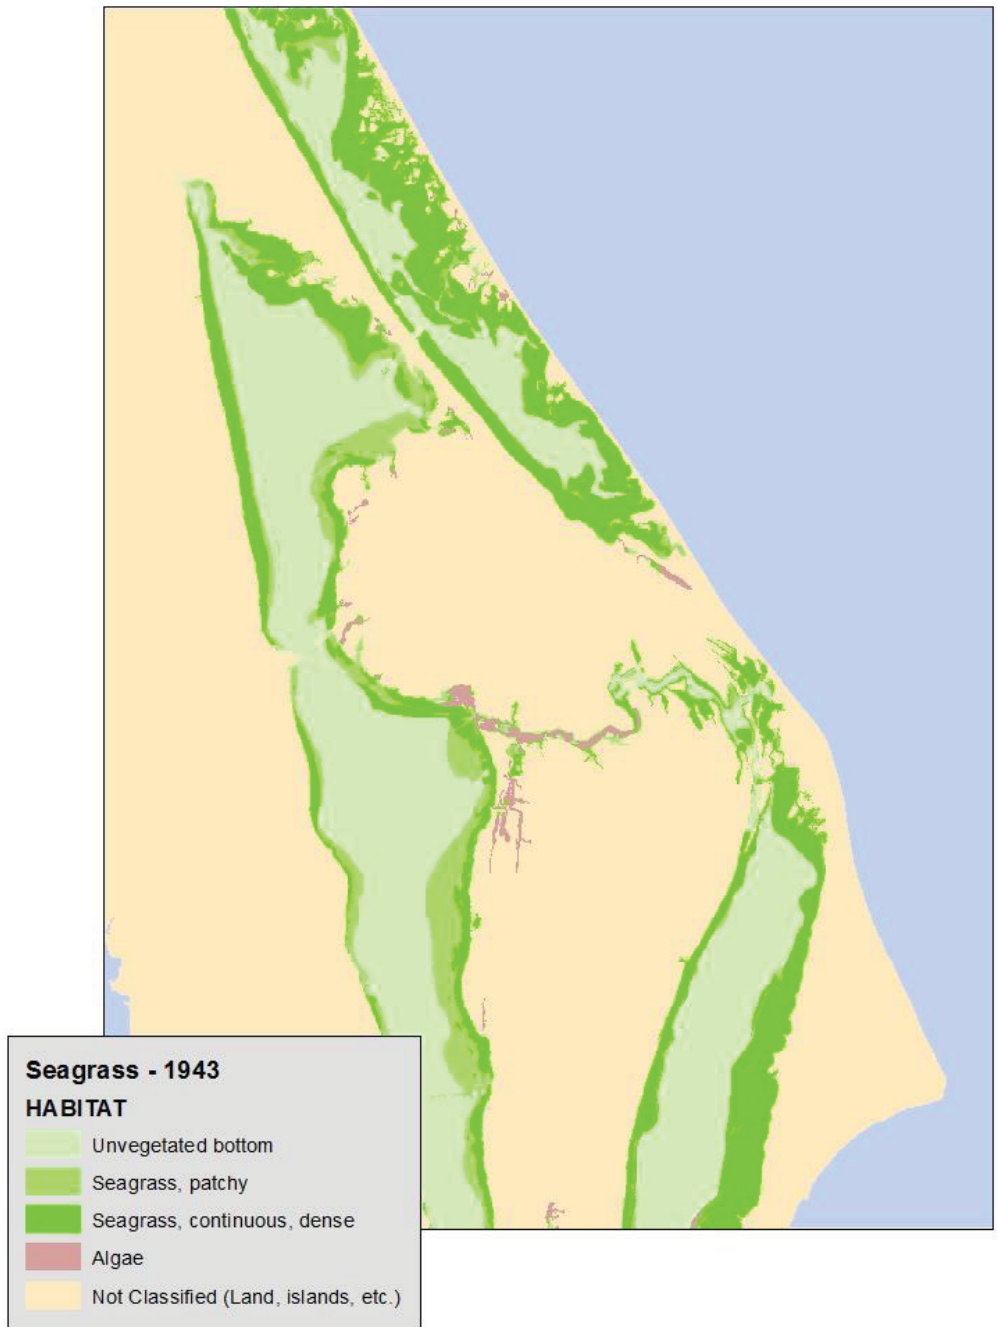 Seagrass - 1943
HABITAT
Unvegetated bottom
Seagrass, patchy
Seagrass, continuous, dense
Algae
Not Classified (Land, islands, etc.)